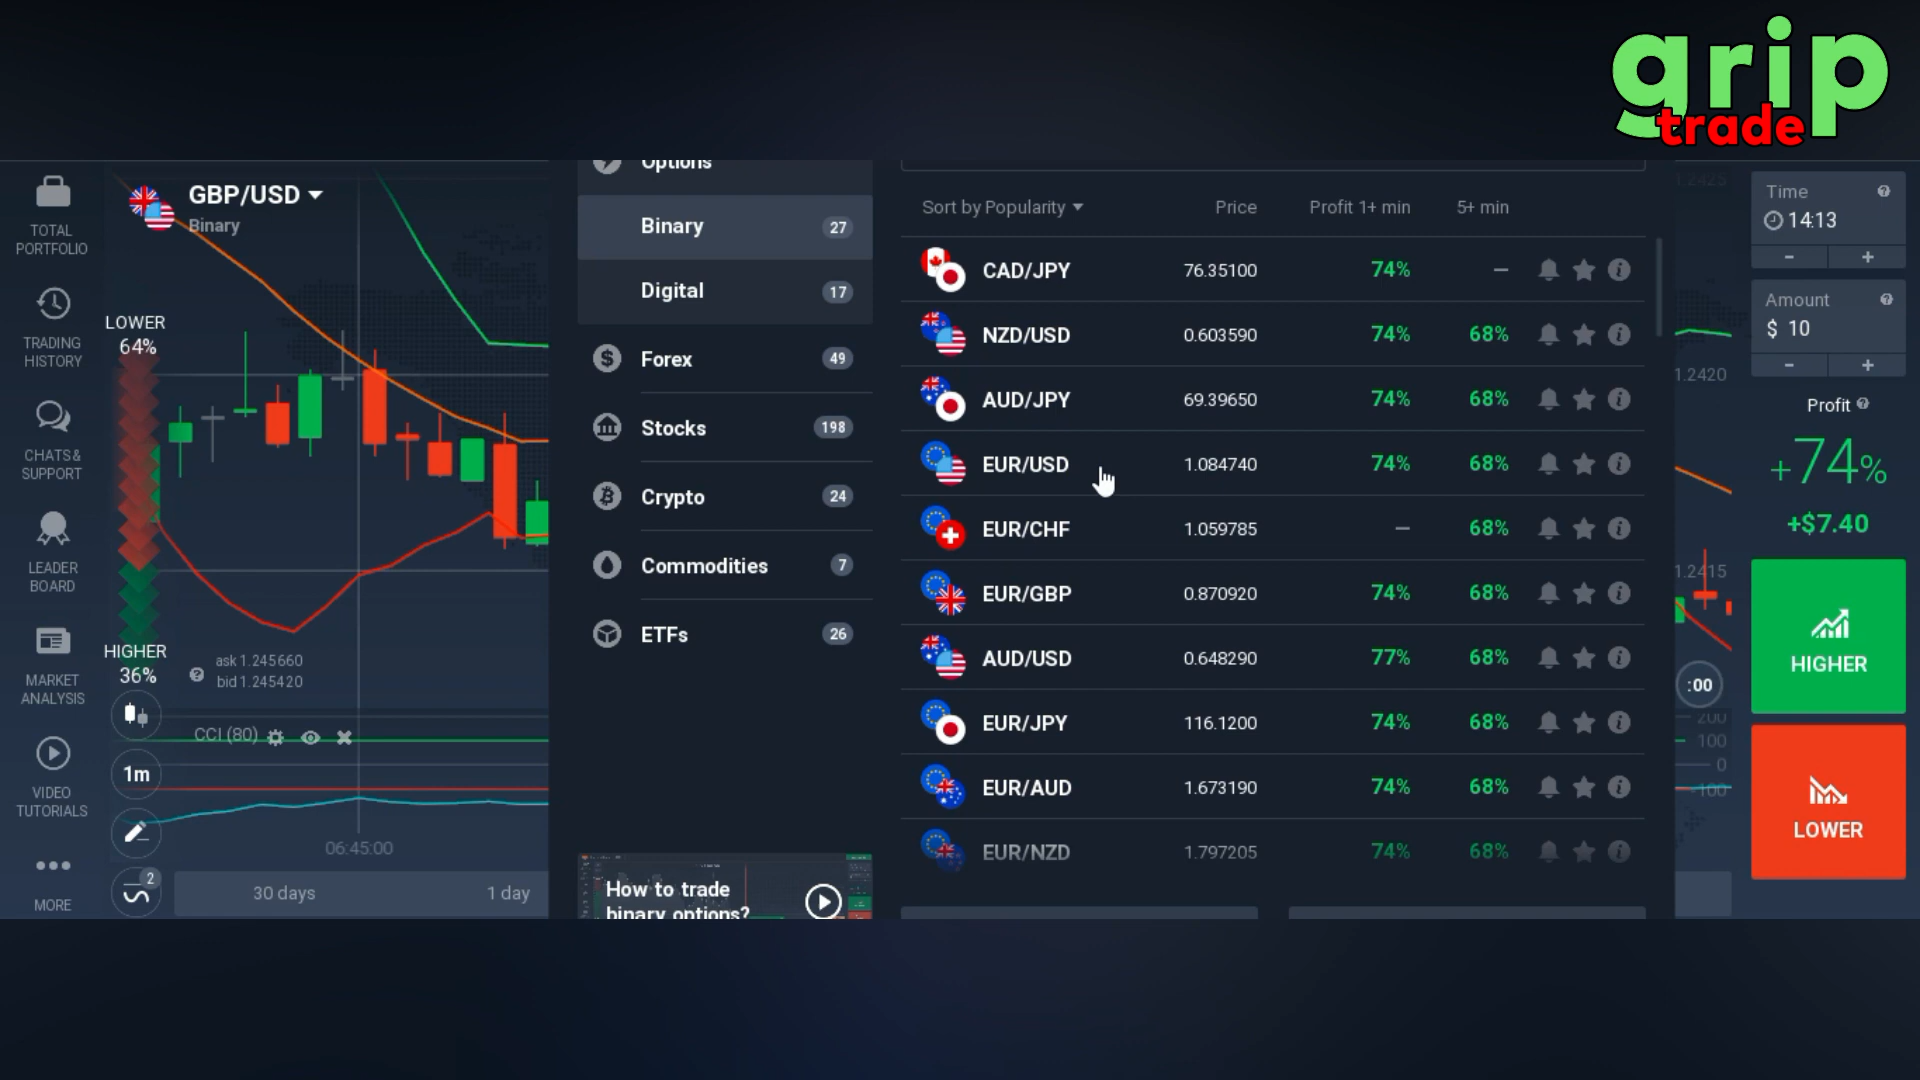 grip
trade
GBP/USD
Binary
TOTAL
PORTFOLIO
TRADING
HISTORY
CHATS &
SUPPORT
LEADER
BOARD
MARKET
ANALYSIS
VIDEO
TUTORIALS
MORE
LOWER
64%
HIGHER
36%
ask 1.245660
bid 1.245420
CCI (80)
1m
2
06:45:00
30 days
1 day
Options
Binary 27
Digital 17
Forex 49
Stocks 198
Crypto 24
Commodities 7
ETFs 26
How to trade
binary options?
Sort by Popularity Price Profit 1+ min 5+ min
CAD/JPY 76.35100 74% –
NZD/USD 0.603590 74% 68%
AUD/JPY 69.39650 74% 68%
EUR/USD 1.084740 74% 68%
EUR/CHF 1.059785 – 68%
EUR/GBP 0.870920 74% 68%
AUD/USD 0.648290 77% 68%
EUR/JPY 116.1200 74% 68%
EUR/AUD 1.673190 74% 68%
EUR/NZD 1.797205 74% 68%
1.2425
1.2420
1.2415
:00
200
100
0
-100
Time
14:13
- +
Amount
$ 10
- +
Profit
+74%
+$7.40
HIGHER
LOWER